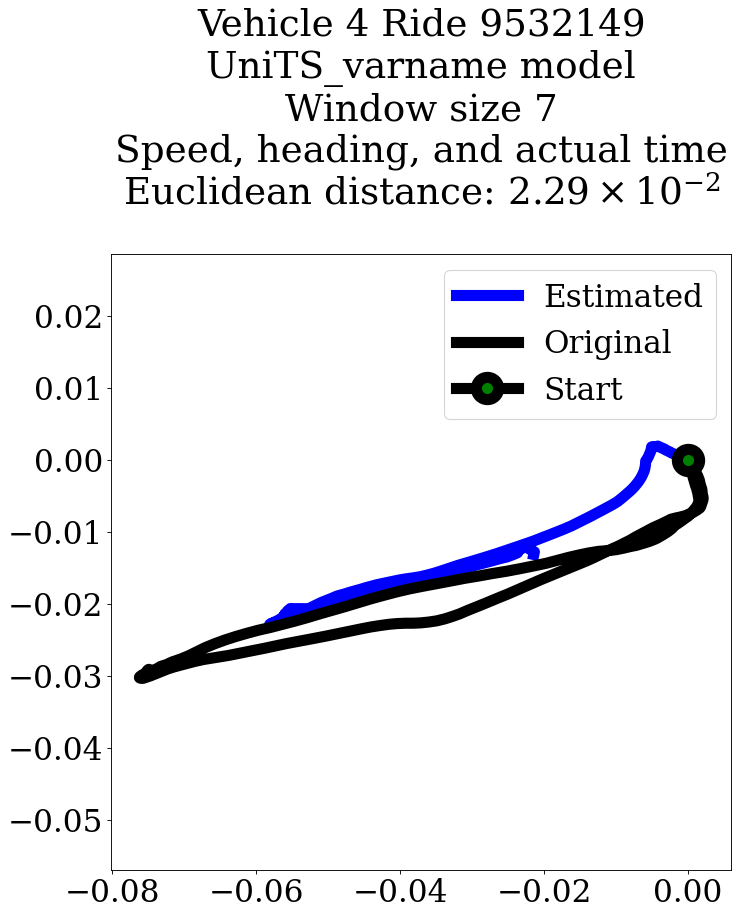 Vehicle 4 Ride 9532149
UniTS_varname model
Window size 7
Speed, heading, and actual time
Euclidean distance: 2.29 × 10⁻²
Estimated
Original
Start
0.02
0.01
0.00
−0.01
−0.02
−0.03
−0.04
−0.05
−0.08 −0.06 −0.04 −0.02 0.00